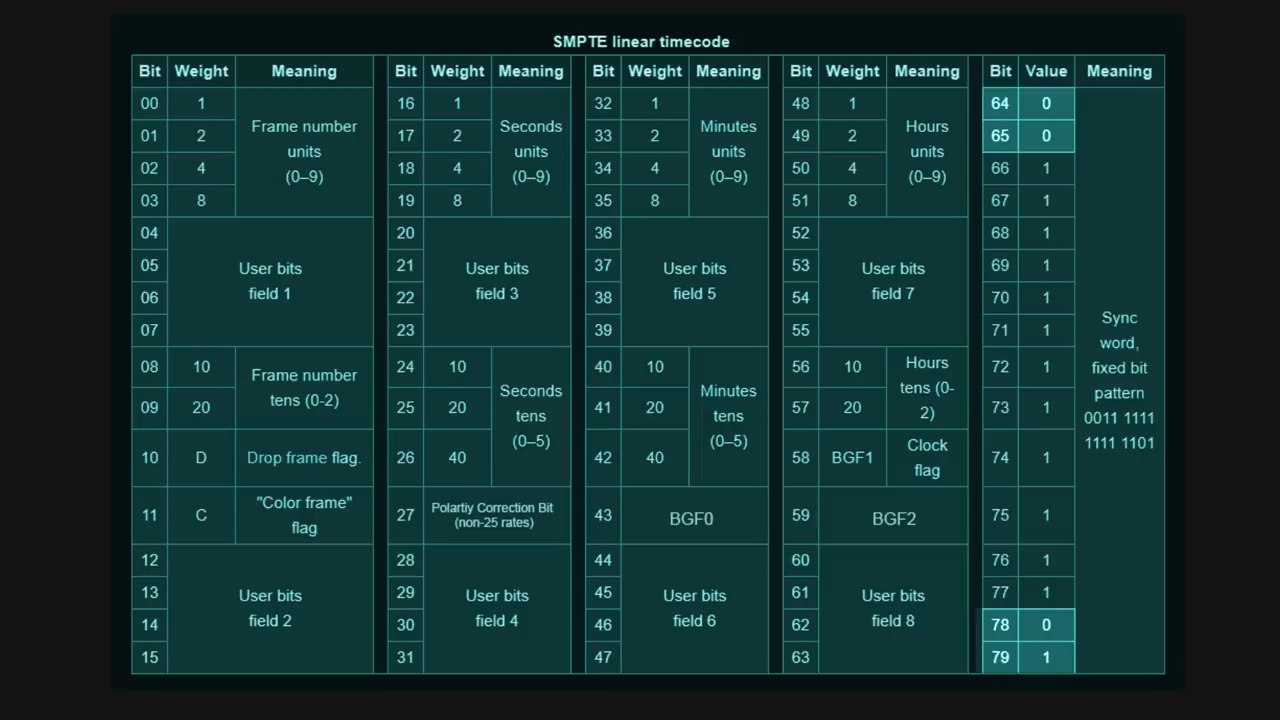 SMPTE linear timecode
Bit Weight Meaning Bit Weight Meaning Bit Weight Meaning Bit Weight Meaning Bit Value Meaning
00 1 16 1 32 1 48 1 64 0
Frame number units (0–9) Seconds units (0–9) Minutes units (0–9) Hours units (0–9)
01 2 17 2 33 2 49 2 65 0
02 4 18 4 34 4 50 4 66 1
03 8 19 8 35 8 51 8 67 1
04 20 36 52 68 1
05 21 37 53 69 1
User bits field 1 User bits field 3 User bits field 5 User bits field 7
06 22 38 54 70 1
07 23 39 55 71 1
Sync word, fixed bit pattern 0011 1111 1111 1101
08 10 24 10 40 10 56 10 72 1
Frame number tens (0-2) Seconds tens (0–5) Minutes tens (0–5) Hours tens (0-2)
09 20 25 20 41 20 57 20 73 1
10 D Drop frame flag. 26 40 42 40 58 BGF1 Clock flag 74 1
11 C "Color frame" flag 27 Polartiy Correction Bit (non-25 rates) 43 BGF0 59 BGF2 75 1
12 28 44 60 76 1
13 29 45 61 77 1
User bits field 2 User bits field 4 User bits field 6 User bits field 8
14 30 46 62 78 0
15 31 47 63 79 1